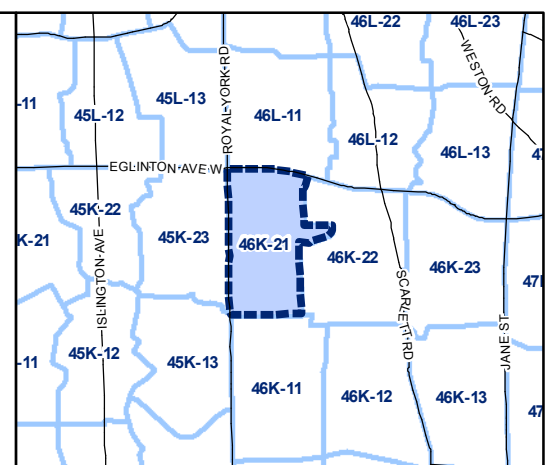 46L-22
46L-23
WESTON RD
ROYAL YORK RD
-11
45L-12
45L-13
46L-11
46L-12
46L-13
EGLINTON AVE W
K-21
45K-22
45K-23
46K-21
46K-22
46K-23
ISLINGTON AVE
SCARLETT RD
JANE ST
-11
45K-12
45K-13
46K-11
46K-12
46K-13
47